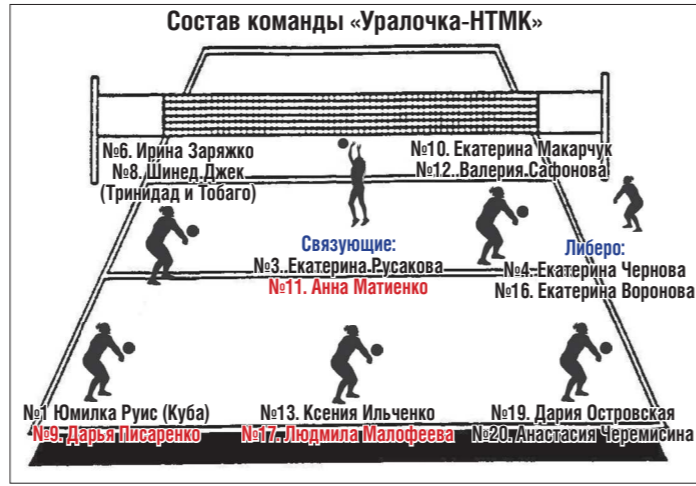 Состав команды «Уралочка-НТМК»
№6. Ирина Заряжко
№8. Шинед Джек
(Тринидад и Тобаго)
№10. Екатерина Макарчук
№12. Валерия Сафонова
Связующие:
№3. Екатерина Русакова
№11. Анна Матиенко
Либеро:
№4. Екатерина Чернова
№16. Екатерина Воронова
№1 Юмилка Руис (Куба)
№9. Дарья Писаренко
№13. Ксения Ильченко
№17. Людмила Малофеева
№19. Дария Островская
№20. Анастасия Черемисина